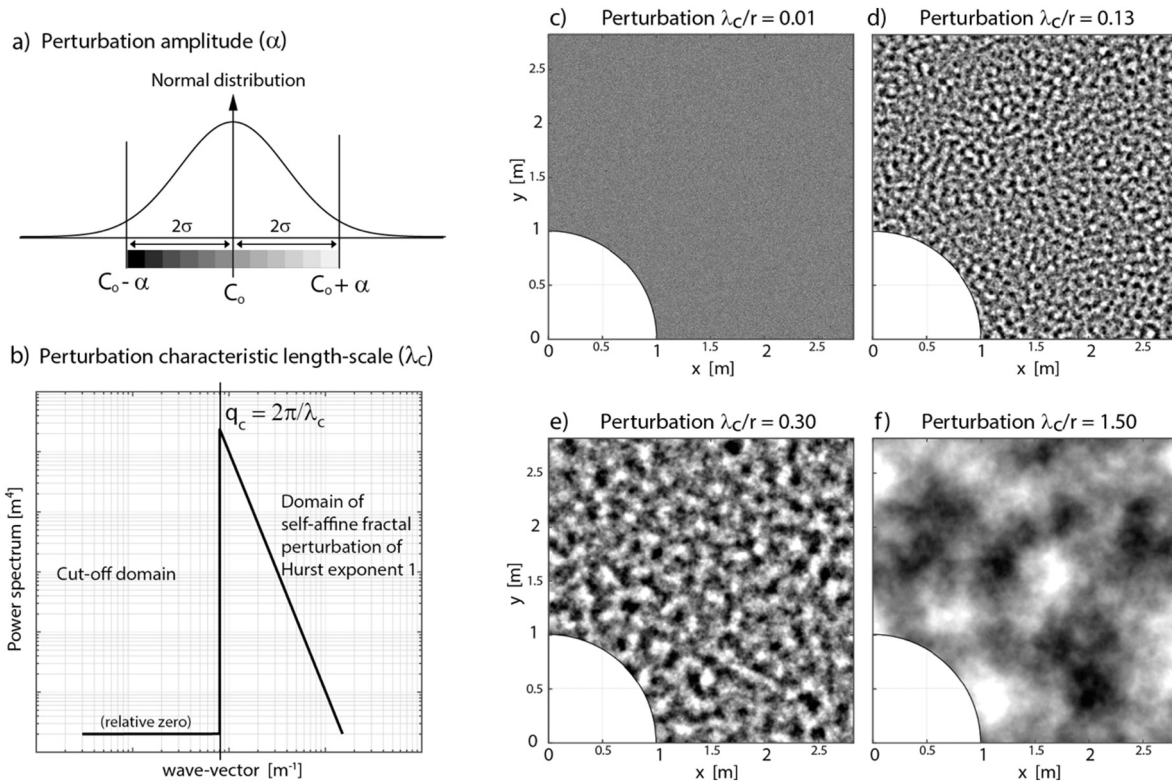 a) Perturbation amplitude (α)
Normal distribution
2σ 2σ
C₀ - α C₀ C₀ + α
b) Perturbation characteristic length-scale (λc)
q_c = 2π/λ_c
Power spectrum [m⁴]
Cut-off domain
Domain of
self-affine fractal
perturbation of
Hurst exponent 1
(relative zero)
wave-vector [m⁻¹]
c) Perturbation λc/r = 0.01
2.5
2
1.5
1
0.5
0
y [m]
0 0.5 1 1.5 2 2.5
x [m]
d) Perturbation λc/r = 0.13
0 0.5 1 1.5 2 2.5
x [m]
e) Perturbation λc/r = 0.30
2.5
2
1.5
1
0.5
0
y [m]
0 0.5 1 1.5 2 2.5
x [m]
f) Perturbation λc/r = 1.50
0 0.5 1 1.5 2 2.5
x [m]